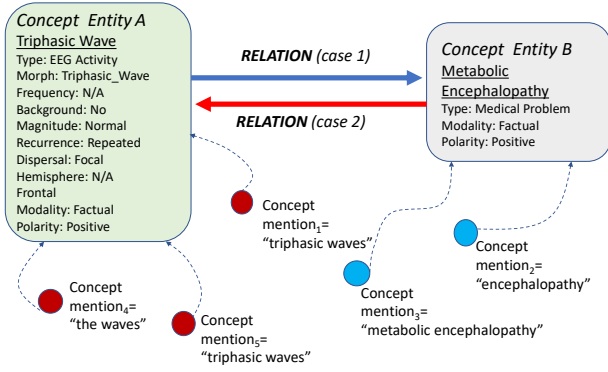 Concept Entity A
Triphasic Wave
Type: EEG Activity
Morph: Triphasic_Wave
Frequency: N/A
Background: No
Magnitude: Normal
Recurrence: Repeated
Dispersal: Focal
Hemisphere: N/A
Frontal
Modality: Factual
Polarity: Positive
RELATION (case 1)
RELATION (case 2)
Concept Entity B
Metabolic
Encephalopathy
Type: Medical Problem
Modality: Factual
Polarity: Positive
Concept
mention₁=
“triphasic waves”
Concept
mention₂=
“encephalopathy”
Concept
mention₃=
“metabolic encephalopathy”
Concept
mention₄=
“the waves”
Concept
mention₅=
“triphasic waves”